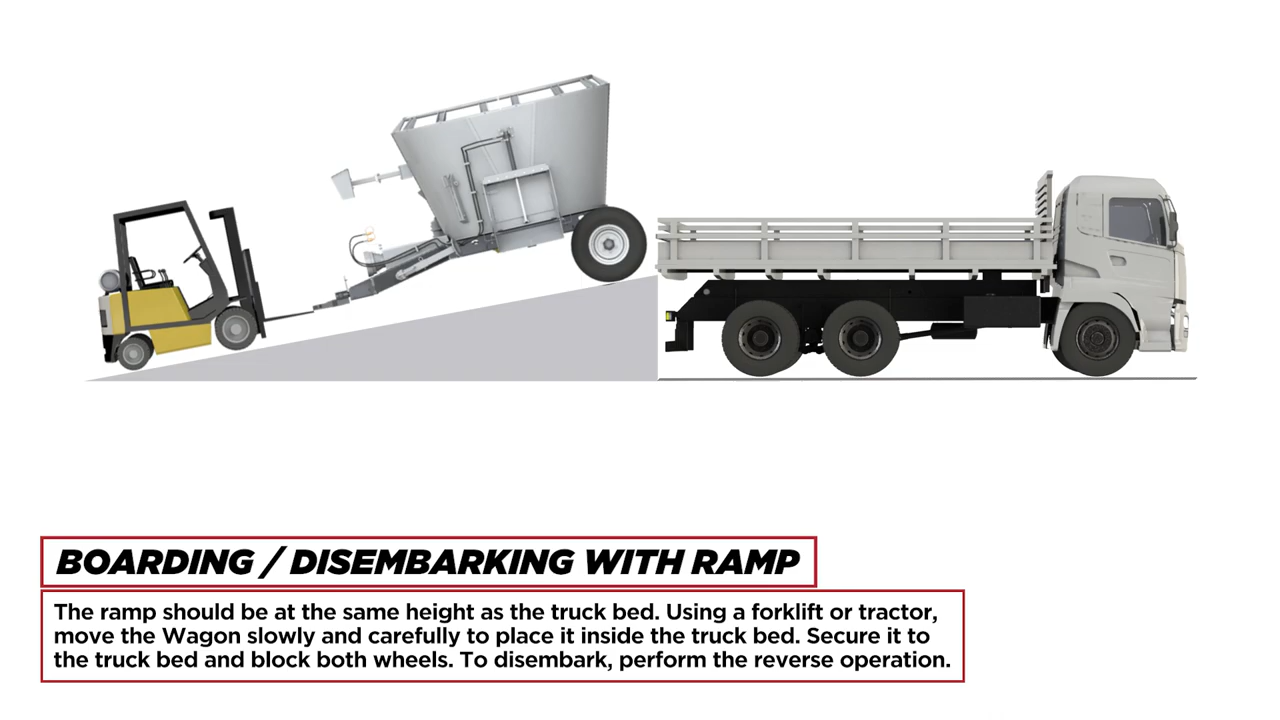 BOARDING / DISEMBARKING WITH RAMP
The ramp should be at the same height as the truck bed. Using a forklift or tractor,
move the Wagon slowly and carefully to place it inside the truck bed. Secure it to
the truck bed and block both wheels. To disembark, perform the reverse operation.